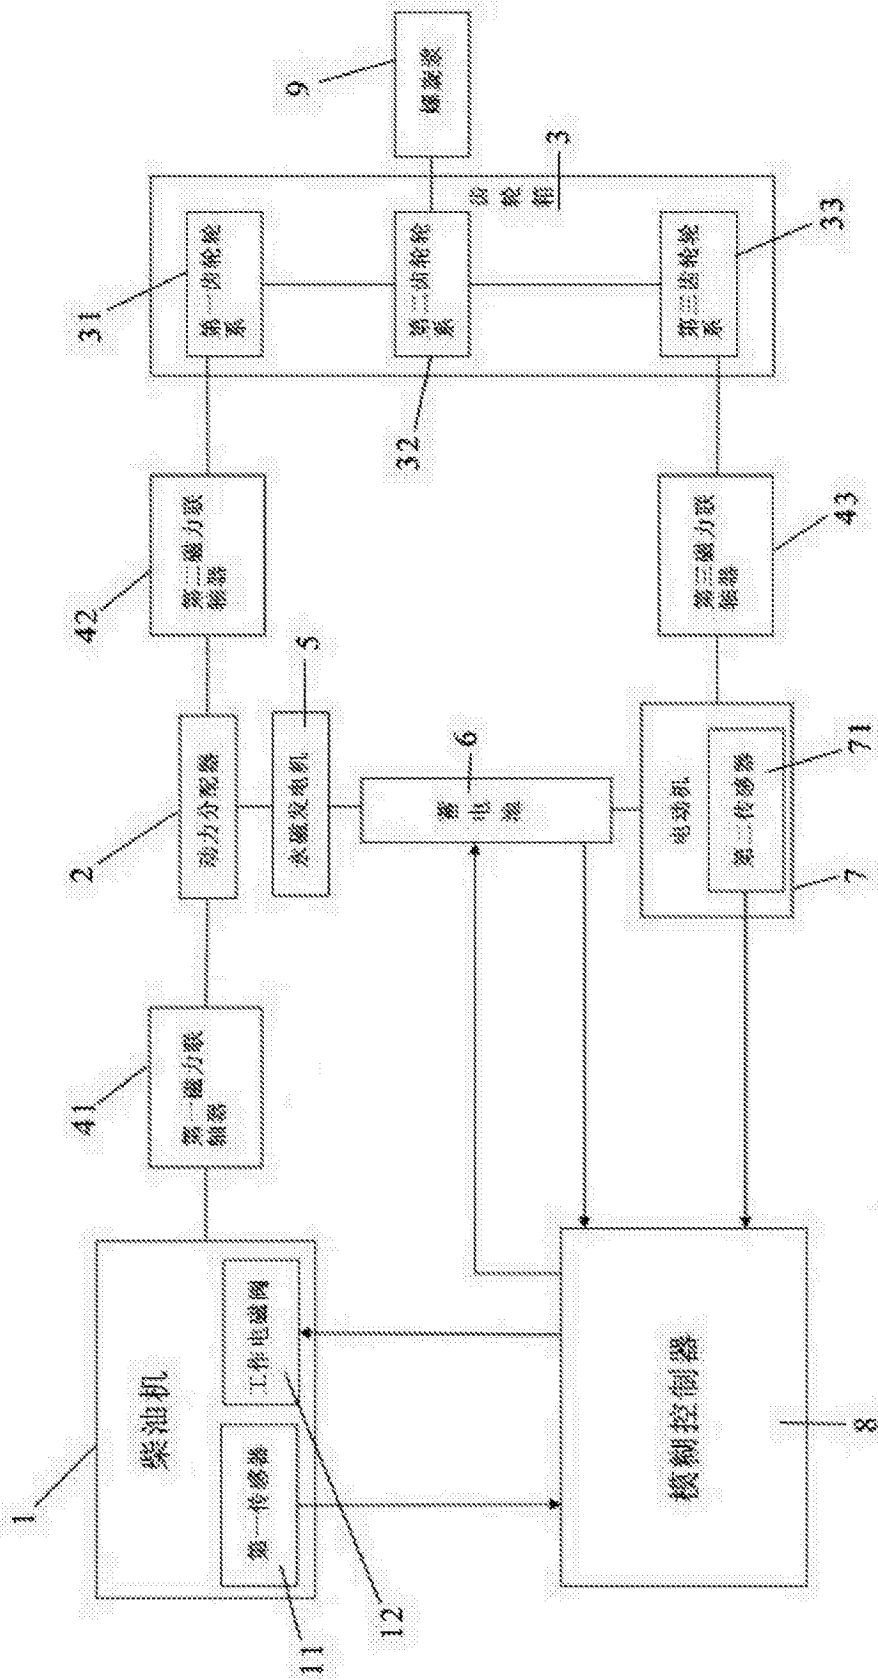 1
柴油机
第一传感器
11
工作电磁阀
12
41
第一磁力联
轴器
2
动力分配器
永磁发电机
5
蓄
电
池
6
42
第二磁力联
轴器
31
第一齿轮轮
系
32
第二齿轮轮
系
第三齿轮轮
系
33
齿
轮
箱
3
螺旋桨
9
43
第三磁力联
轴器
电动机
第二传感器
71
7
模糊控制器
8